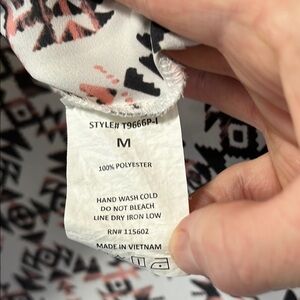 STYLE# T9666P-I
M
100% POLYESTER
HAND WASH COLD
DO NOT BLEACH
LINE DRY IRON LOW
RN# 115602
MADE IN VIETNAM